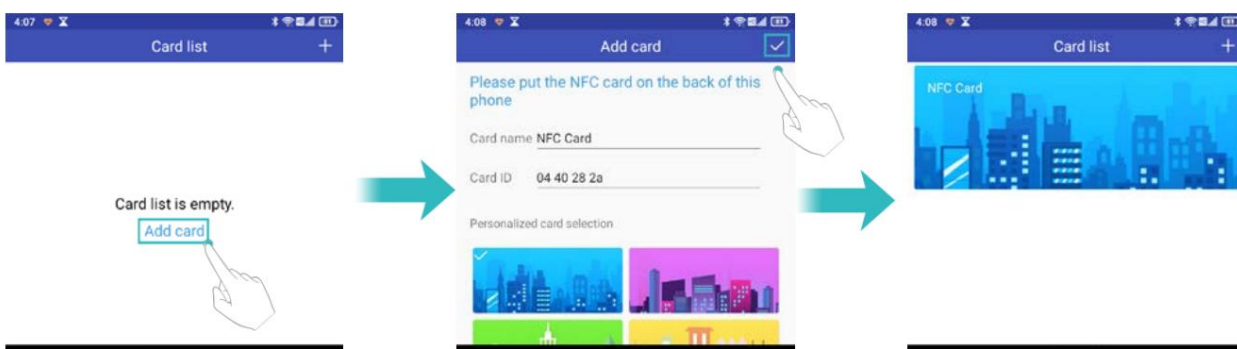 4:07
Card list +
Card list is empty.
Add card
4:08
Add card
Please put the NFC card on the back of this
phone
Card name NFC Card
Card ID 04 40 28 2a
Personalized card selection
4:08
Card list +
NFC Card